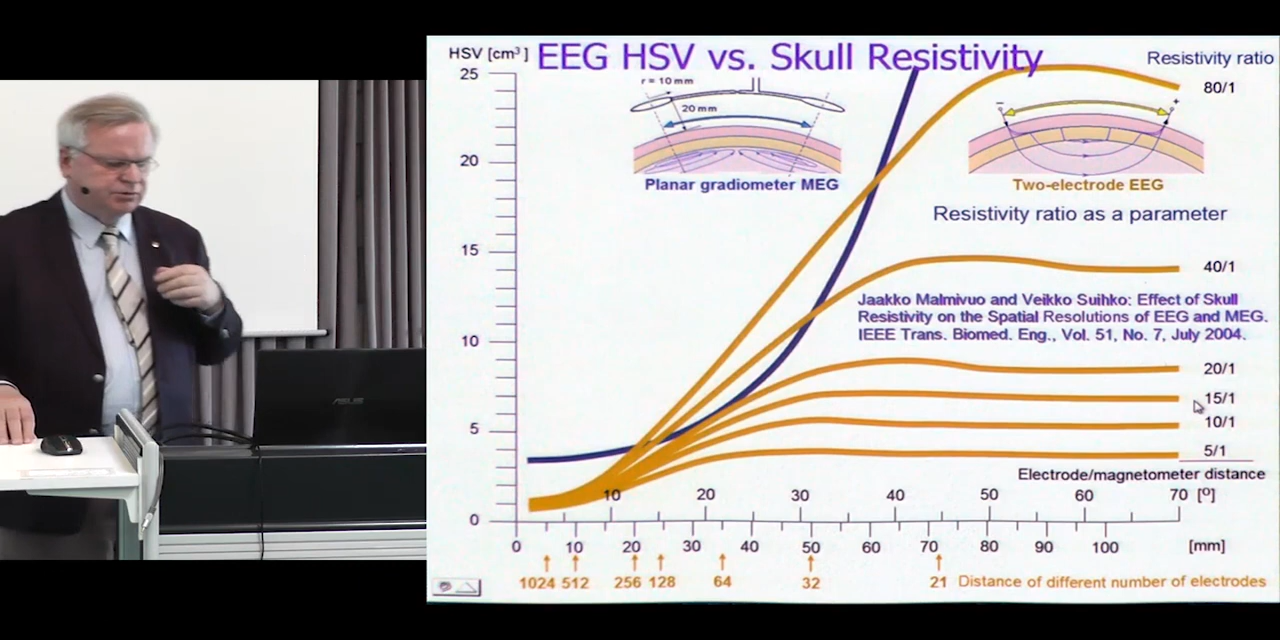 HSV [cm³]
EEG HSV vs. Skull Resistivity
Resistivity ratio
25
r = 10 mm
20 mm
80/1
- +
20
Planar gradiometer MEG
Two-electrode EEG
Resistivity ratio as a parameter
15
40/1
Jaakko Malmivuo and Veikko Suihko: Effect of Skull
Resistivity on the Spatial Resolutions of EEG and MEG.
IEEE Trans. Biomed. Eng., Vol. 51, No. 7, July 2004.
10
20/1
15/1
ASUS
10/1
5
5/1
Electrode/magnetometer distance
10 20 30 40 50 60 70 [°]
0
0 10 20 30 40 50 60 70 80 90 100 [mm]
1024 512 256 128 64 32 21 Distance of different number of electrodes